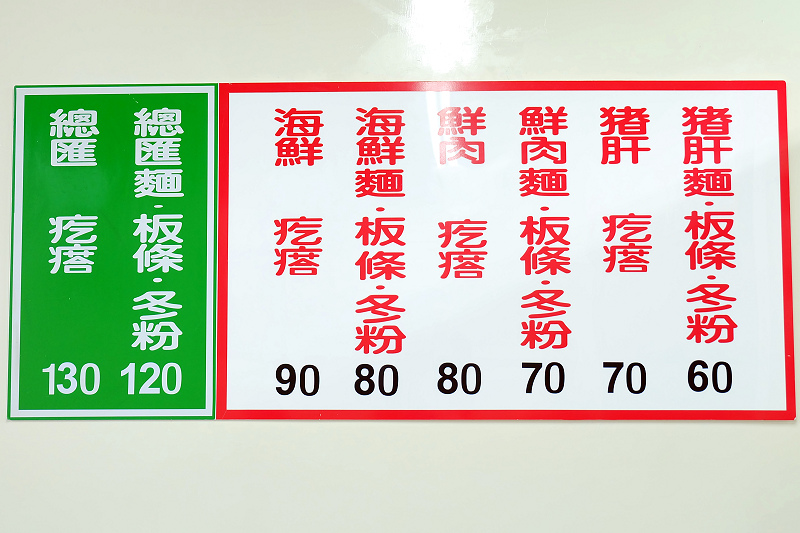 猪肝麵·板條·冬粉 60
猪肝 疙瘩 70
鮮肉麵·板條·冬粉 70
鮮肉 疙瘩 80
海鮮麵·板條·冬粉 80
海鮮 疙瘩 90
總匯麵·板條·冬粉 120
總匯 疙瘩 130